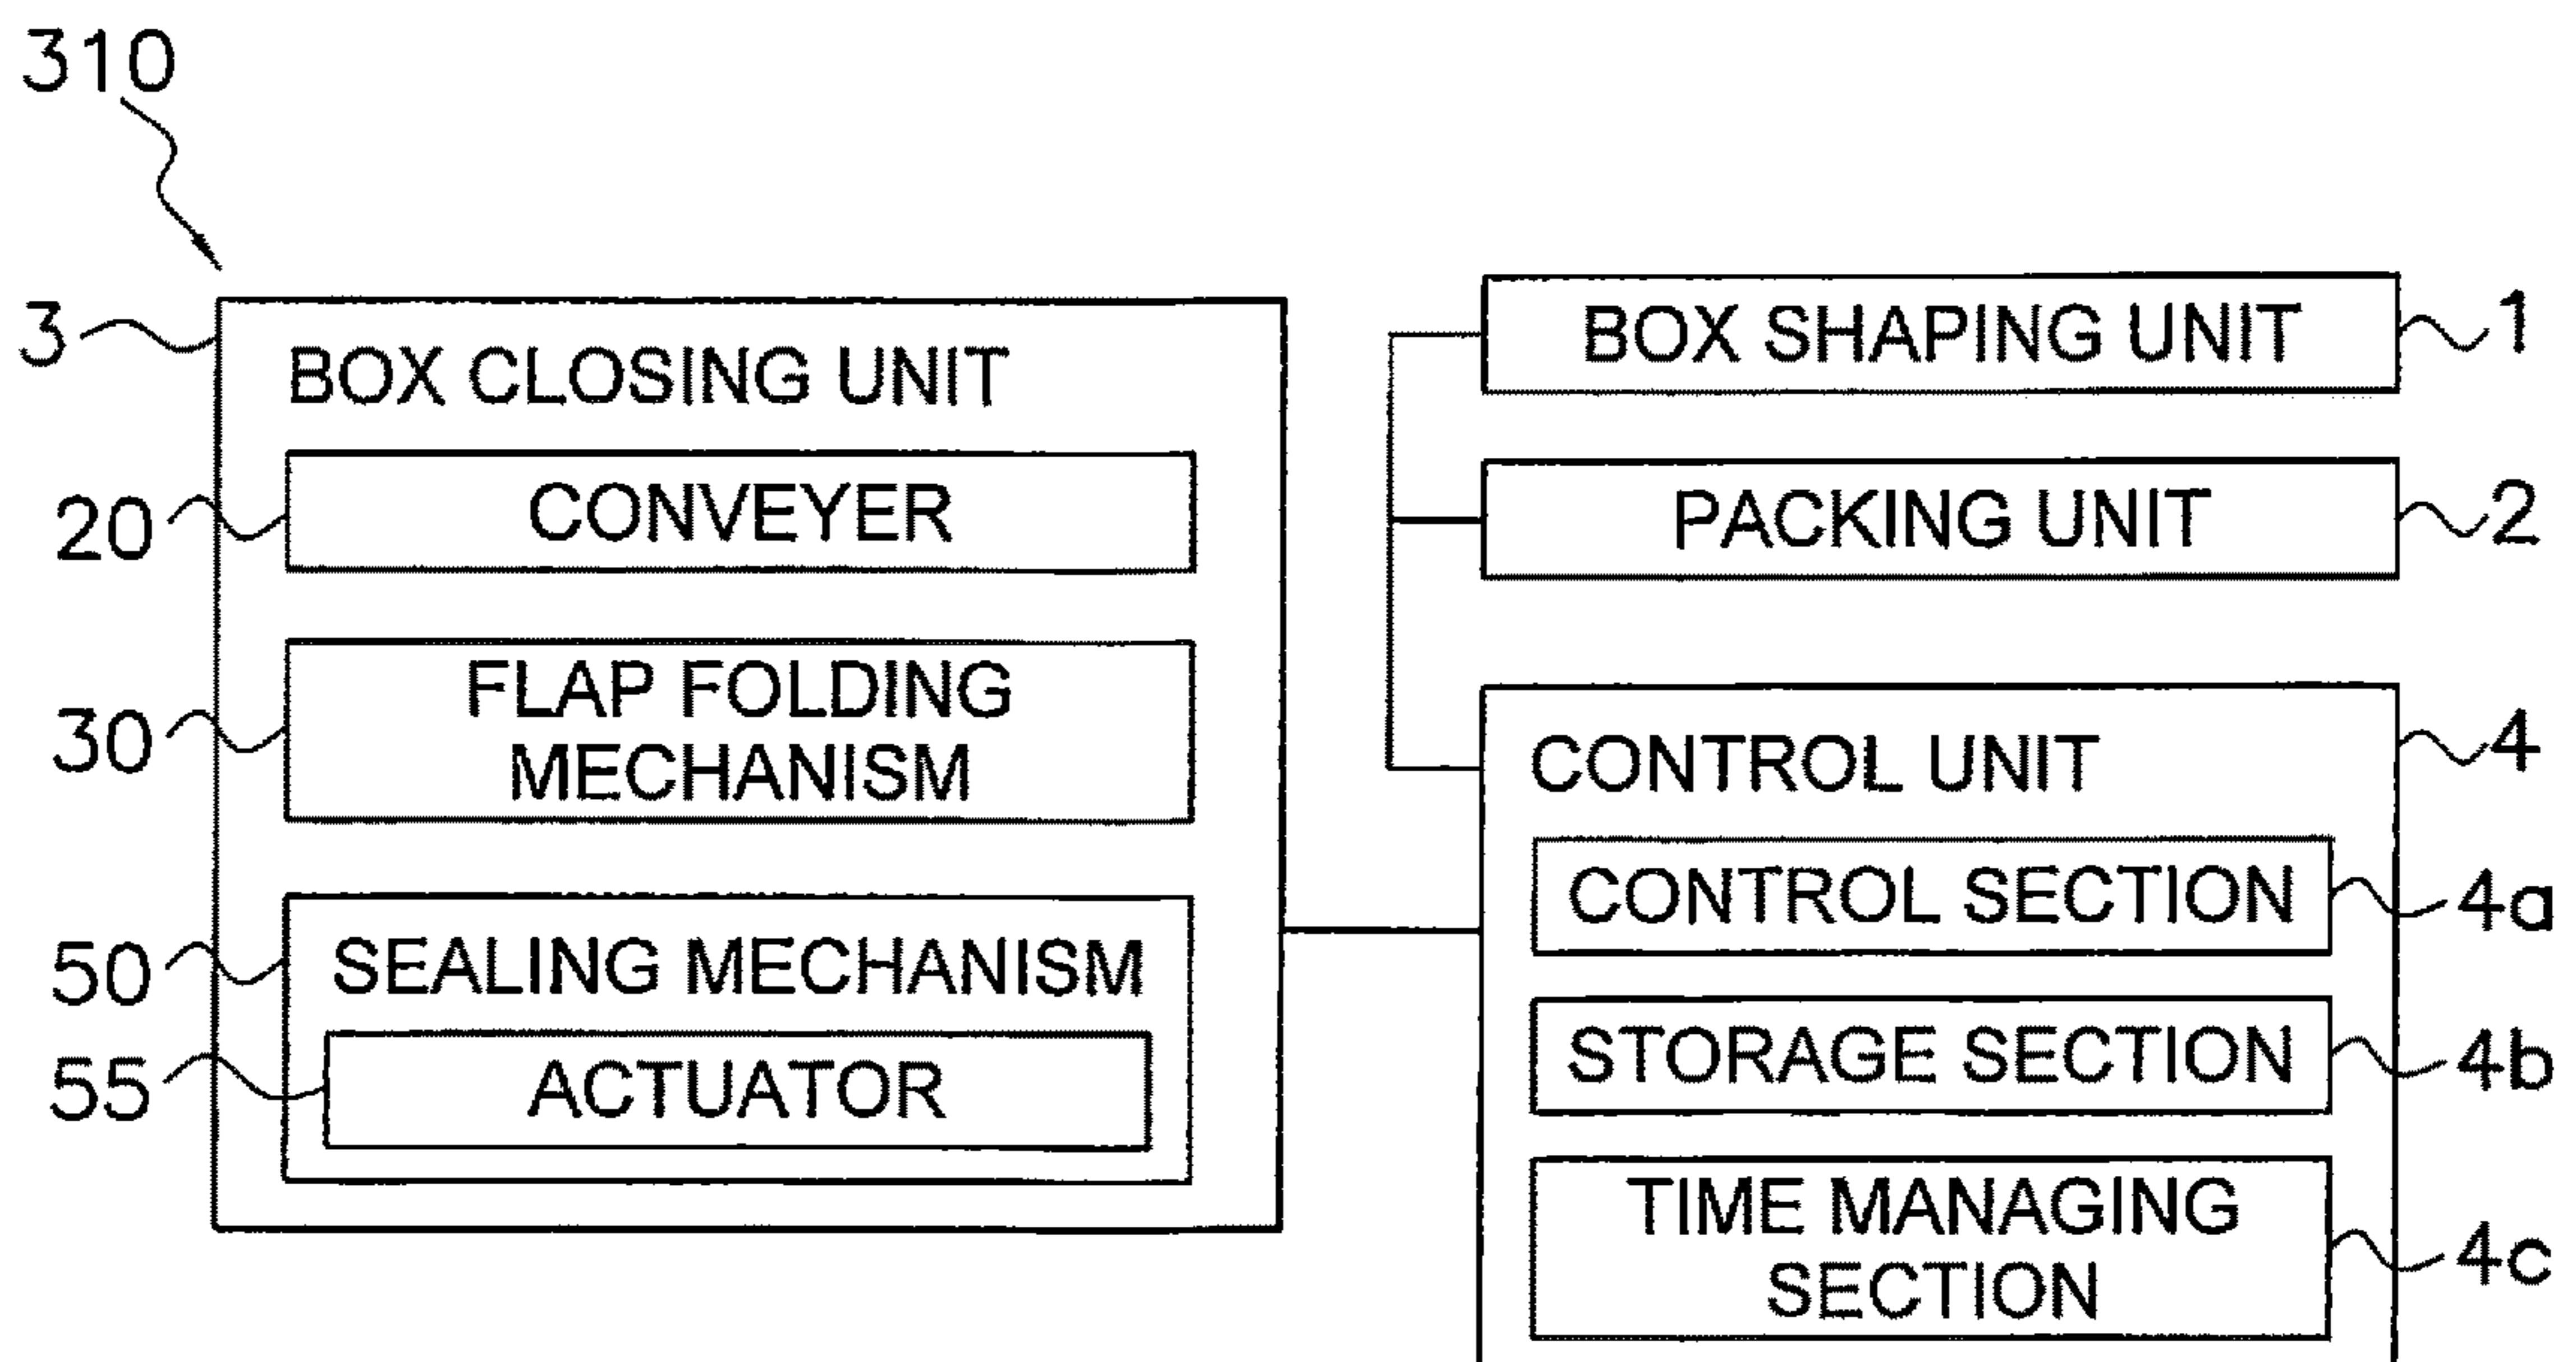 310
3
BOX CLOSING UNIT
20
CONVEYER
30
FLAP FOLDING
MECHANISM
50
SEALING MECHANISM
55
ACTUATOR
BOX SHAPING UNIT
1
PACKING UNIT
2
CONTROL UNIT
4
CONTROL SECTION
4a
STORAGE SECTION
4b
TIME MANAGING
SECTION
4c